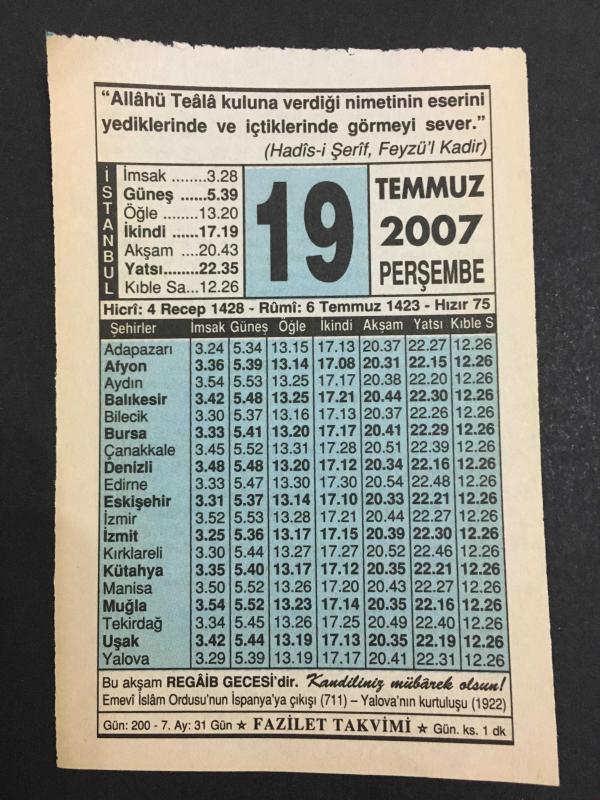 “Allâhü Teâlâ kuluna verdiği nimetinin eserini
yediklerinde ve içtiklerinde görmeyi sever.”
(Hadîs-i Şerîf, Feyzü'l Kadir)
İSTANBUL
İmsak ........3.28
Güneş ......5.39
Öğle ........13.20
İkindi ......17.19
Akşam ....20.43
Yatsı........22.35
Kıble Sa...12.26
19
TEMMUZ
2007
PERŞEMBE
Hicrî: 4 Recep 1428 - Rûmî: 6 Temmuz 1423 - Hızır 75
Şehirler İmsak Güneş Öğle İkindi Akşam Yatsı Kıble S
Adapazarı 3.24 5.34 13.15 17.13 20.37 22.27 12.26
Afyon 3.36 5.39 13.14 17.08 20.31 22.15 12.26
Aydın 3.54 5.53 13.25 17.17 20.38 22.20 12.26
Balıkesir 3.42 5.48 13.25 17.21 20.44 22.30 12.26
Bilecik 3.30 5.37 13.16 17.13 20.37 22.26 12.26
Bursa 3.33 5.41 13.20 17.17 20.41 22.29 12.26
Çanakkale 3.45 5.52 13.31 17.28 20.51 22.39 12.26
Denizli 3.48 5.48 13.20 17.12 20.34 22.16 12.26
Edirne 3.33 5.47 13.30 17.30 20.54 22.48 12.26
Eskişehir 3.31 5.37 13.14 17.10 20.33 22.21 12.26
İzmir 3.52 5.53 13.28 17.21 20.44 22.27 12.26
İzmit 3.25 5.36 13.17 17.15 20.39 22.30 12.26
Kırklareli 3.30 5.44 13.27 17.27 20.52 22.46 12.26
Kütahya 3.35 5.40 13.17 17.12 20.35 22.21 12.26
Manisa 3.50 5.52 13.26 17.20 20.43 22.27 12.26
Muğla 3.54 5.52 13.23 17.14 20.35 22.16 12.26
Tekirdağ 3.34 5.45 13.26 17.25 20.49 22.40 12.26
Uşak 3.42 5.44 13.19 17.13 20.35 22.19 12.26
Yalova 3.29 5.39 13.19 17.17 20.41 22.31 12.26
Bu akşam REGÂİB GECESİ'dir. Kandiliniz mübârek olsun!
Emevî İslâm Ordusu'nun İspanya'ya çıkışı (711) – Yalova'nın kurtuluşu (1922)
Gün: 200 - 7. Ay: 31 Gün ★ FAZİLET TAKVİMİ ★ Gün. ks. 1 dk